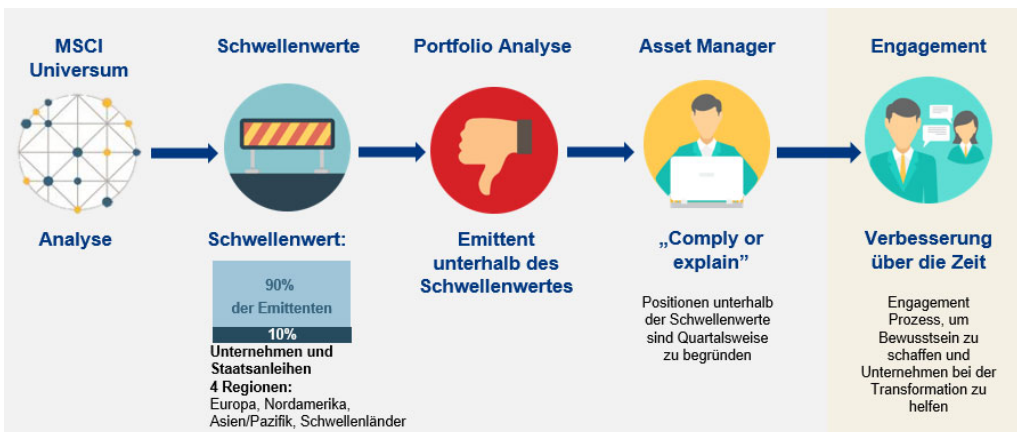 MSCI
Universum
Analyse
Schwellenwerte
Schwellenwert:
90%
der Emittenten
10%
Unternehmen und
Staatsanleihen
4 Regionen:
Europa, Nordamerika,
Asien/Pazifik, Schwellenländer
Portfolio Analyse
Emittent
unterhalb des
Schwellenwertes
Asset Manager
„Comply or
explain”
Positionen unterhalb
der Schwellenwerte
sind Quartalsweise
zu begründen
Engagement
Verbesserung
über die Zeit
Engagement
Prozess, um
Bewusstsein zu
schaffen und
Unternehmen bei der
Transformation zu
helfen